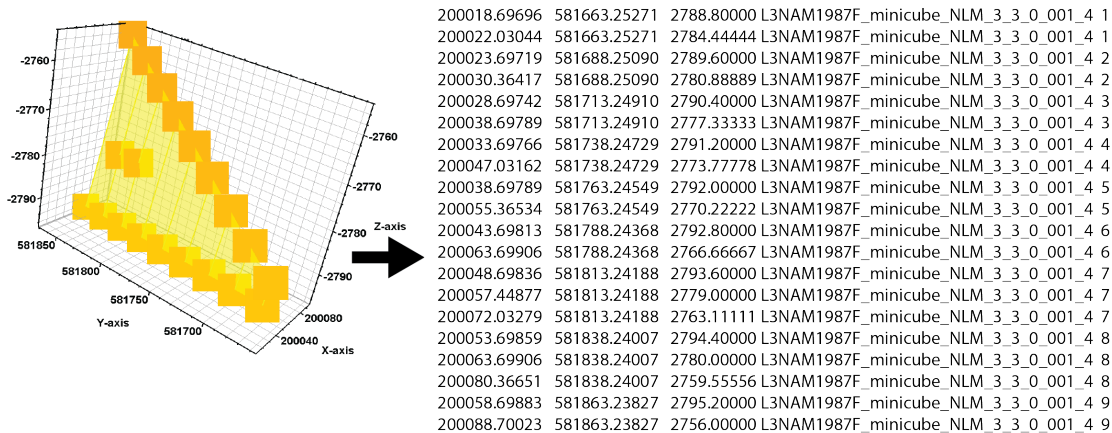 -2760
-2770
-2780
-2790
581850
581800
581750
581700
Y-axis
200040
200080
X-axis
-2760
-2770
-2780
-2790
Z-axis
200018.69696 581663.25271 2788.80000 L3NAM1987F_minicube_NLM_3_3_0_001_4 1
200022.03044 581663.25271 2784.44444 L3NAM1987F_minicube_NLM_3_3_0_001_4 1
200023.69719 581688.25090 2789.60000 L3NAM1987F_minicube_NLM_3_3_0_001_4 2
200030.36417 581688.25090 2780.88889 L3NAM1987F_minicube_NLM_3_3_0_001_4 2
200028.69742 581713.24910 2790.40000 L3NAM1987F_minicube_NLM_3_3_0_001_4 3
200038.69789 581713.24910 2777.33333 L3NAM1987F_minicube_NLM_3_3_0_001_4 3
200033.69766 581738.24729 2791.20000 L3NAM1987F_minicube_NLM_3_3_0_001_4 4
200047.03162 581738.24729 2773.77778 L3NAM1987F_minicube_NLM_3_3_0_001_4 4
200038.69789 581763.24549 2792.00000 L3NAM1987F_minicube_NLM_3_3_0_001_4 5
200055.36534 581763.24549 2770.22222 L3NAM1987F_minicube_NLM_3_3_0_001_4 5
200043.69813 581788.24368 2792.80000 L3NAM1987F_minicube_NLM_3_3_0_001_4 6
200063.69906 581788.24368 2766.66667 L3NAM1987F_minicube_NLM_3_3_0_001_4 6
200048.69836 581813.24188 2793.60000 L3NAM1987F_minicube_NLM_3_3_0_001_4 7
200057.44877 581813.24188 2779.00000 L3NAM1987F_minicube_NLM_3_3_0_001_4 7
200072.03279 581813.24188 2763.11111 L3NAM1987F_minicube_NLM_3_3_0_001_4 7
200053.69859 581838.24007 2794.40000 L3NAM1987F_minicube_NLM_3_3_0_001_4 8
200063.69906 581838.24007 2780.00000 L3NAM1987F_minicube_NLM_3_3_0_001_4 8
200080.36651 581838.24007 2759.55556 L3NAM1987F_minicube_NLM_3_3_0_001_4 8
200058.69883 581863.23827 2795.20000 L3NAM1987F_minicube_NLM_3_3_0_001_4 9
200088.70023 581863.23827 2756.00000 L3NAM1987F_minicube_NLM_3_3_0_001_4 9